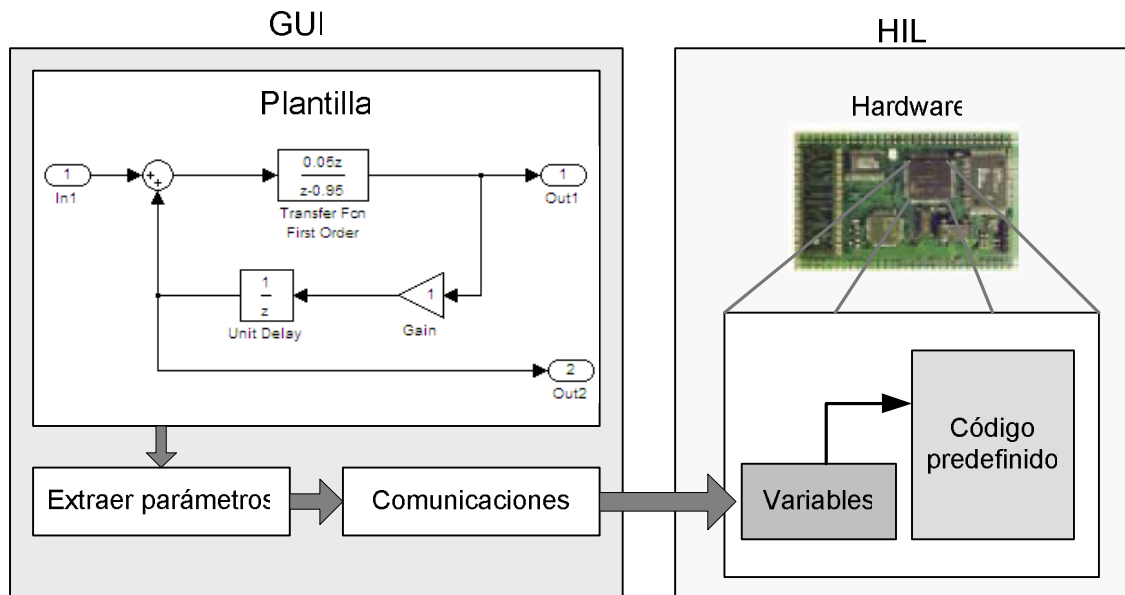 GUI
HIL
Plantilla
Hardware
1
In1
0.05z
z-0.95
Transfer Fcn
First Order
1
Out1
1
z
Unit Delay
1
Gain
2
Out2
Extraer parámetros
Comunicaciones
Variables
Código
predefinido